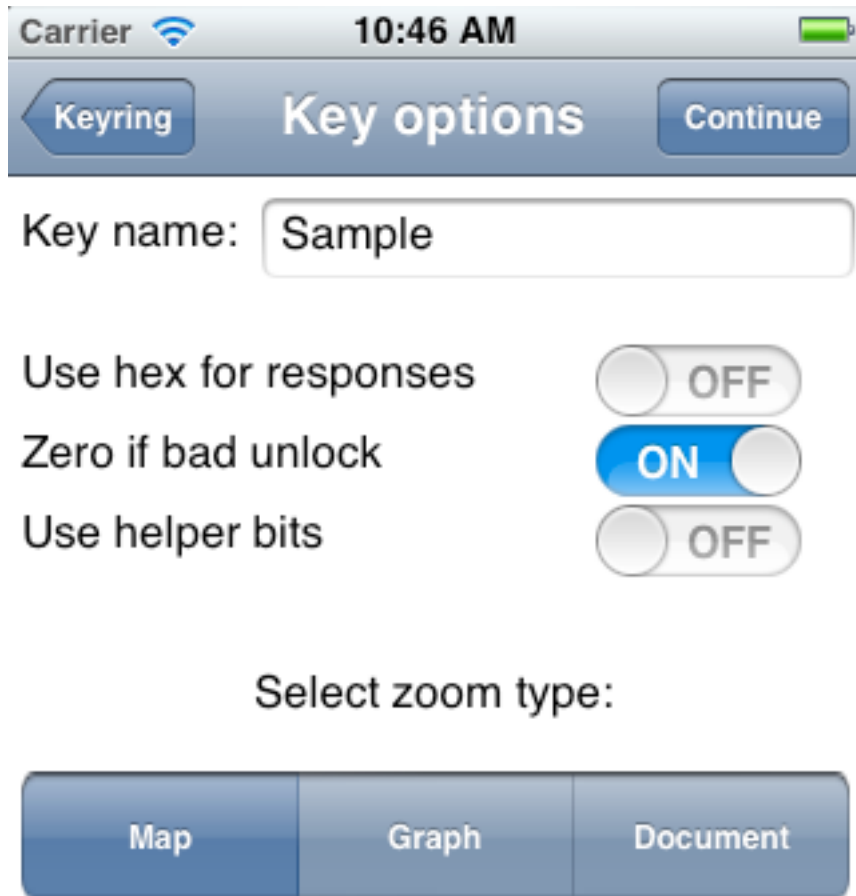 Carrier 10:46 AM
Keyring Key options Continue
Key name: Sample
Use hex for responses OFF
Zero if bad unlock ON
Use helper bits OFF
Select zoom type:
Map Graph Document